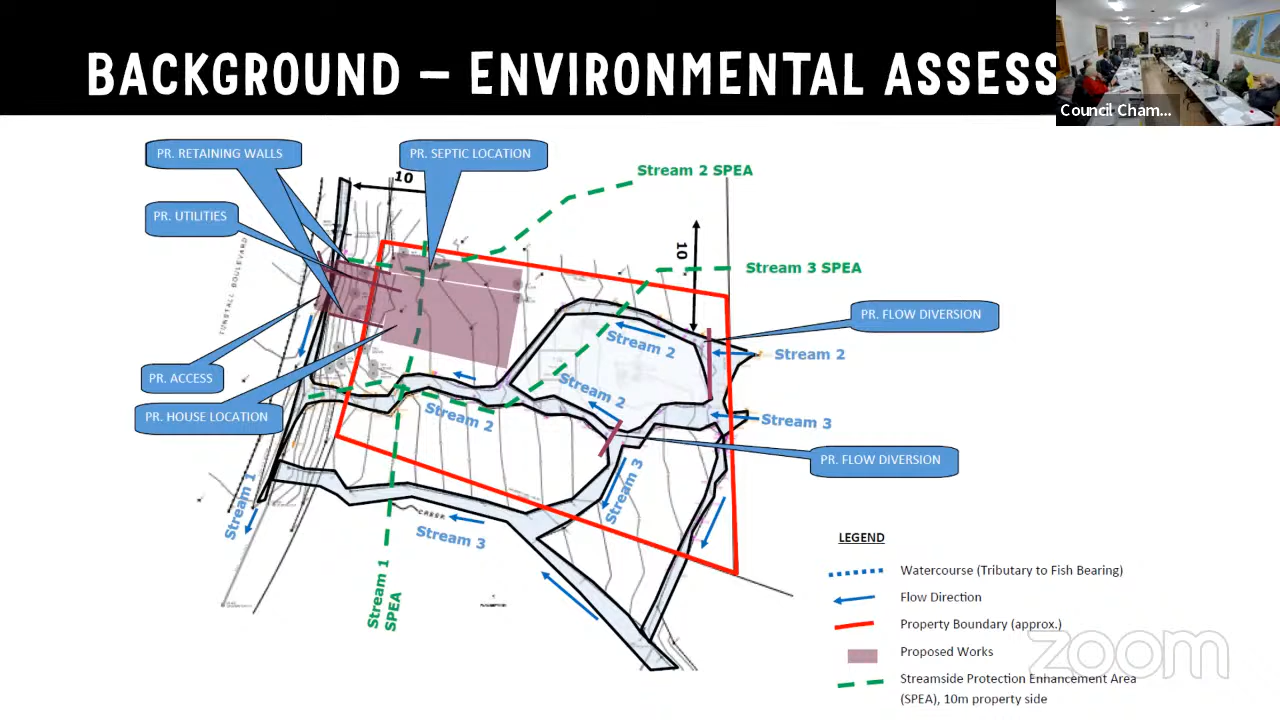 BACKGROUND – ENVIRONMENTAL ASSESS
Council Cham...
PR. RETAINING WALLS
PR. SEPTIC LOCATION
PR. UTILITIES
10
Stream 2 SPEA
10
Stream 3 SPEA
TUNSTALL BOULEVARD
PR. FLOW DIVERSION
Stream 2
Stream 2
Stream 2
PR. ACCESS
PR. HOUSE LOCATION
Stream 2
Stream 3
PR. FLOW DIVERSION
Stream 3
Stream 1
CREEK
Stream 3
Stream 1
SPEA
LEGEND
Watercourse (Tributary to Fish Bearing)
Flow Direction
Property Boundary (approx.)
Proposed Works
Streamside Protection Enhancement Area
(SPEA), 10m property side
zoom